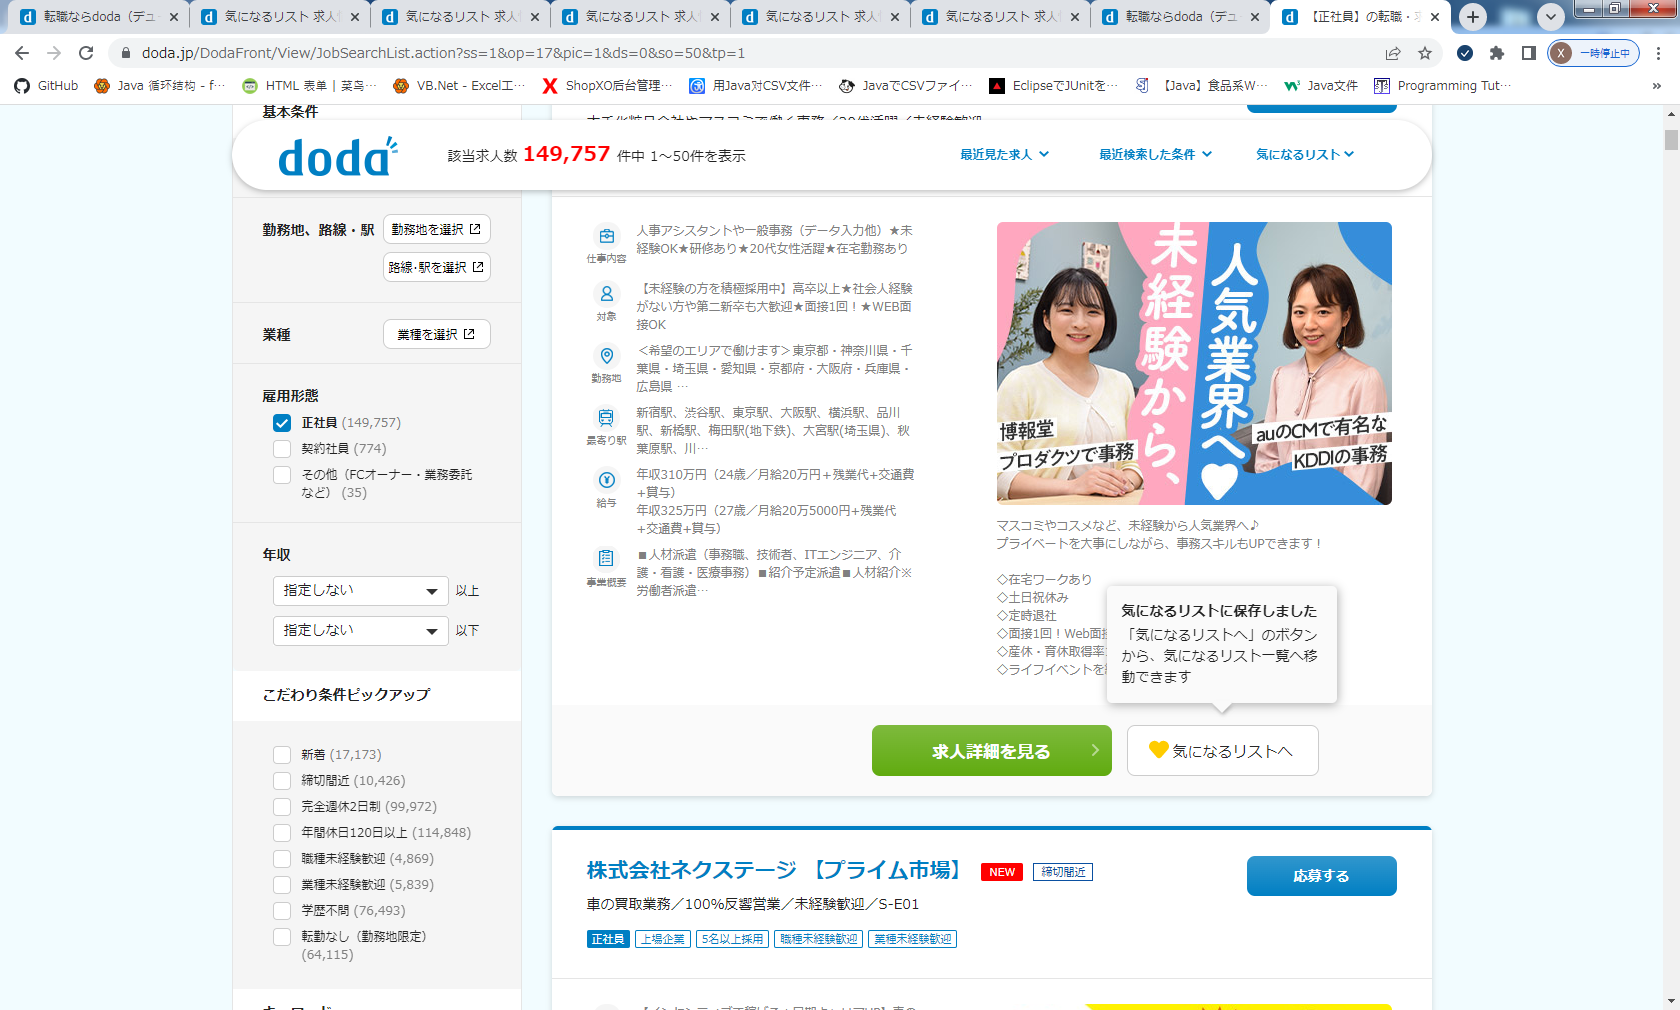 転職ならdoda（デュ
気になるリスト 求人
気になるリスト 求人
気になるリスト 求人
気になるリスト 求人
気になるリスト 求人
転職ならdoda（デュ
【正社員】の転職・
doda.jp/DodaFront/View/JobSearchList.action?ss=1&op=17&pic=1&ds=0&so=50&tp=1
X 一時停止中
GitHub
Java 循环结构 - f…
HTML 表单 | 菜鸟…
VB.Net - Excel工…
ShopXO后台管理…
用Java对CSV文件…
JavaでCSVファイ…
EclipseでJUnitを…
【Java】食品系W…
Java文件
Programming Tut…
»
基本条件
doda
該当求人数 149,757 件中 1～50件を表示
最近見た求人
最近検索した条件
気になるリスト
勤務地、路線・駅
勤務地を選択
路線･駅を選択
業種
業種を選択
雇用形態
正社員 (149,757)
契約社員 (774)
その他（FCオーナー・業務委託
など） (35)
年収
指定しない 以上
指定しない 以下
こだわり条件ピックアップ
新着 (17,173)
締切間近 (10,426)
完全週休2日制 (99,972)
年間休日120日以上 (114,848)
職種未経験歓迎 (4,869)
業種未経験歓迎 (5,839)
学歴不問 (76,493)
転勤なし（勤務地限定）
(64,115)
仕事内容
人事アシスタントや一般事務（データ入力他）★未
経験OK★研修あり★20代女性活躍★在宅勤務あり
対象
【未経験の方を積極採用中】高卒以上★社会人経験
がない方や第二新卒も大歓迎★面接1回！★WEB面
接OK
勤務地
＜希望のエリアで働けます＞東京都・神奈川県・千
葉県・埼玉県・愛知県・京都府・大阪府・兵庫県・
広島県 …
最寄り駅
新宿駅、渋谷駅、東京駅、大阪駅、横浜駅、品川
駅、新橋駅、梅田駅(地下鉄)、大宮駅(埼玉県)、秋
葉原駅、川…
給与
年収310万円（24歳／月給20万円＋残業代+交通費
+賞与）
年収325万円（27歳／月給20万5000円+残業代
+交通費+賞与）
事業概要
■人材派遣（事務職、技術者、ITエンジニア、介
護・看護・医療事務）■紹介予定派遣■人材紹介※
労働者派遣…
未経験から、
人気業界へ
博報堂
プロダクツで事務
auのCMで有名な
KDDIの事務
マスコミやコスメなど、未経験から人気業界へ♪
プライベートを大事にしながら、事務スキルもUPできます！
◇在宅ワークあり
◇土日祝休み
◇定時退社
◇面接1回！Web面接
◇産休・育休取得率
◇ライフイベントを
気になるリストに保存しました
「気になるリストへ」のボタン
から、気になるリスト一覧へ移
動できます
求人詳細を見る
気になるリストへ
株式会社ネクステージ 【プライム市場】 NEW 締切間近
応募する
車の買取業務／100%反響営業／未経験歓迎／S-E01
正社員 上場企業 5名以上採用 職種未経験歓迎 業種未経験歓迎